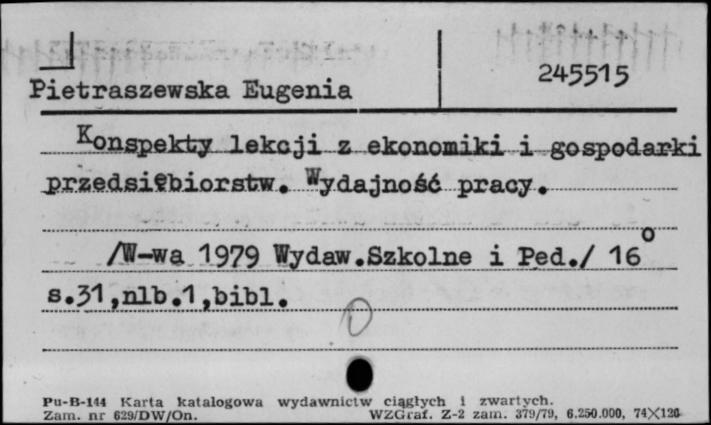 Pietraszewska Eugenia
245515
Konspekty lekcji z ekonomiki i gospodarki
przedsiębiorstw. Wydajność pracy.
/W-wa 1979 Wydaw.Szkolne i Ped./ 16°
s.31,nlb.1,bibl.
Pu-B-144 Karta katalogowa wydawnictw ciągłych i zwartych.
Zam. nr 629/DW/On. WZGraf. Z-2 zam. 379/79, 6.250.000, 74×126